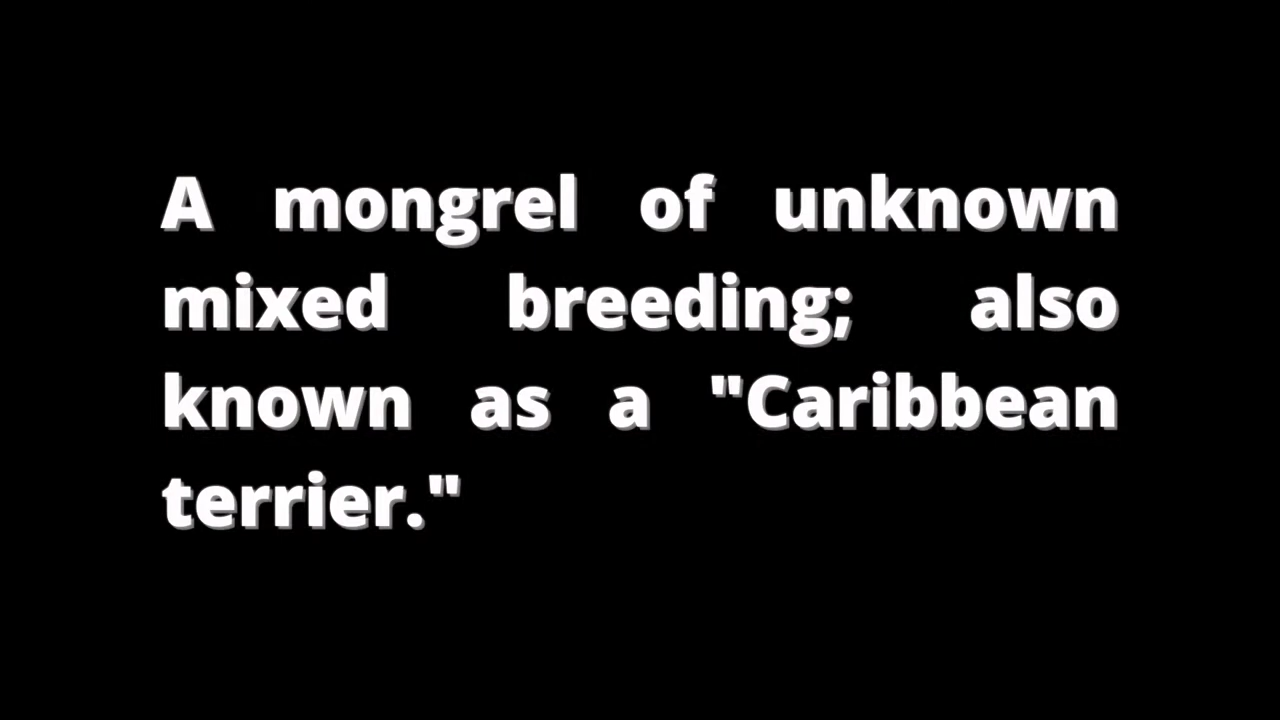 A mongrel of unknown
mixed breeding; also
known as a "Caribbean
terrier."